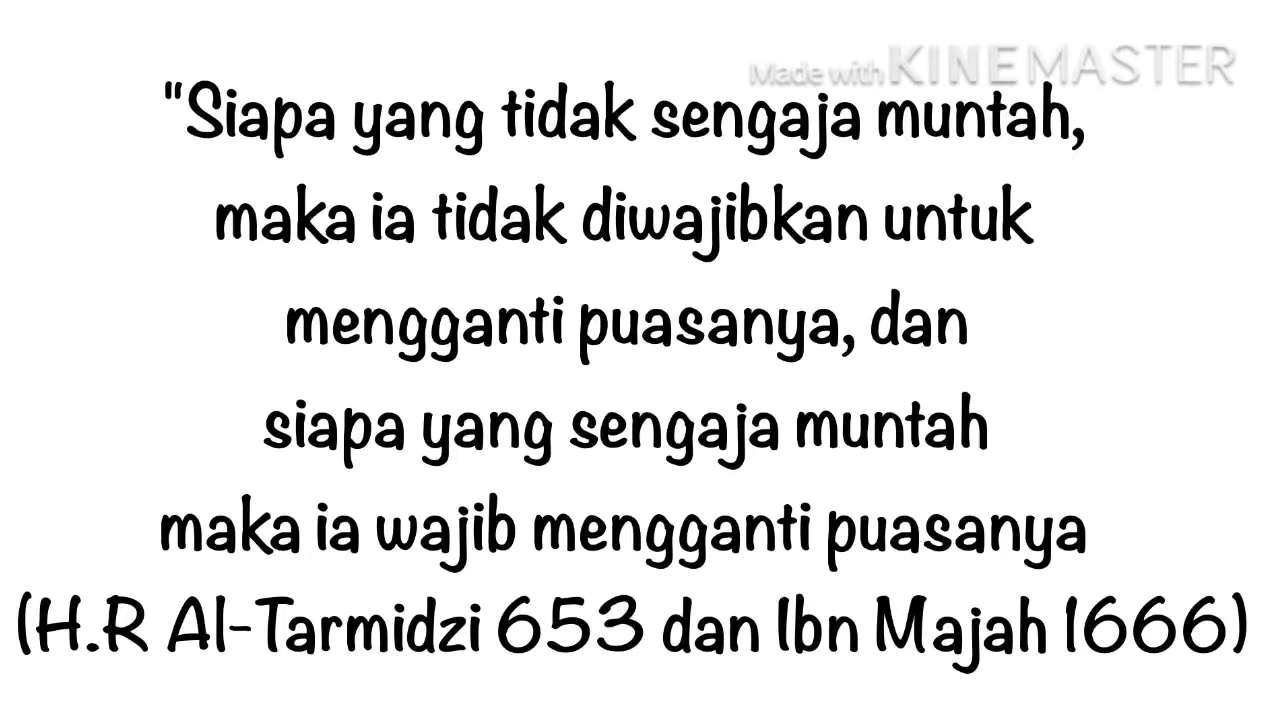 Made with KINEMASTER
"Siapa yang tidak sengaja muntah,
maka ia tidak diwajibkan untuk
mengganti puasanya, dan
siapa yang sengaja muntah
maka ia wajib mengganti puasanya
(H.R Al-Tarmidzi 653 dan Ibn Majah 1666)